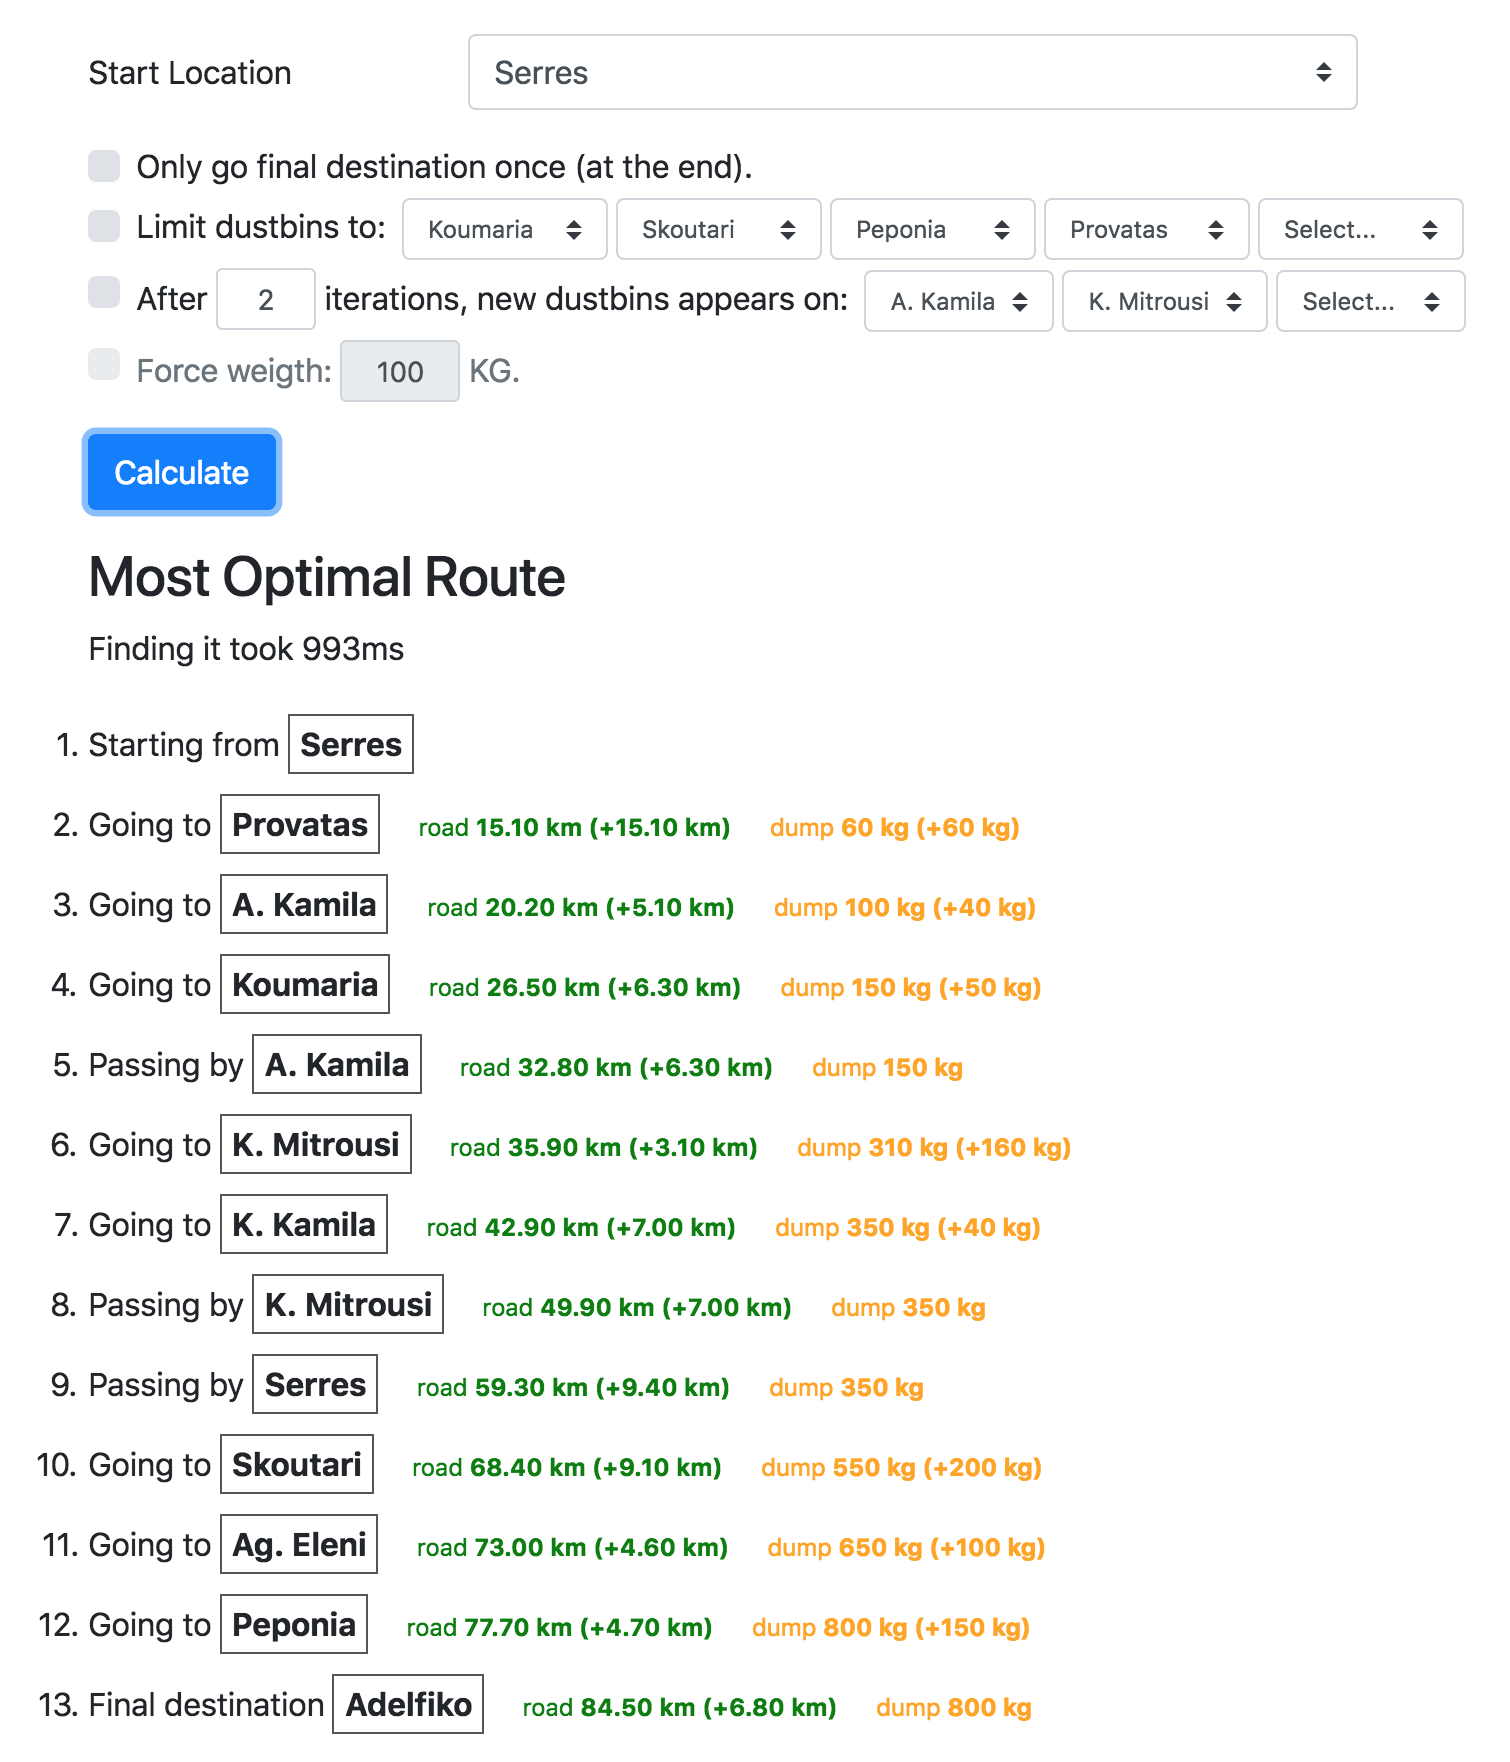 Start Location Serres
Only go final destination once (at the end).
Limit dustbins to: Koumaria Skoutari Peponia Provatas Select...
After 2 iterations, new dustbins appears on: A. Kamila K. Mitrousi Select...
Force weigth: 100 KG.
Calculate
Most Optimal Route
Finding it took 993ms
1. Starting from Serres
2. Going to Provatas road 15.10 km (+15.10 km) dump 60 kg (+60 kg)
3. Going to A. Kamila road 20.20 km (+5.10 km) dump 100 kg (+40 kg)
4. Going to Koumaria road 26.50 km (+6.30 km) dump 150 kg (+50 kg)
5. Passing by A. Kamila road 32.80 km (+6.30 km) dump 150 kg
6. Going to K. Mitrousi road 35.90 km (+3.10 km) dump 310 kg (+160 kg)
7. Going to K. Kamila road 42.90 km (+7.00 km) dump 350 kg (+40 kg)
8. Passing by K. Mitrousi road 49.90 km (+7.00 km) dump 350 kg
9. Passing by Serres road 59.30 km (+9.40 km) dump 350 kg
10. Going to Skoutari road 68.40 km (+9.10 km) dump 550 kg (+200 kg)
11. Going to Ag. Eleni road 73.00 km (+4.60 km) dump 650 kg (+100 kg)
12. Going to Peponia road 77.70 km (+4.70 km) dump 800 kg (+150 kg)
13. Final destination Adelfiko road 84.50 km (+6.80 km) dump 800 kg